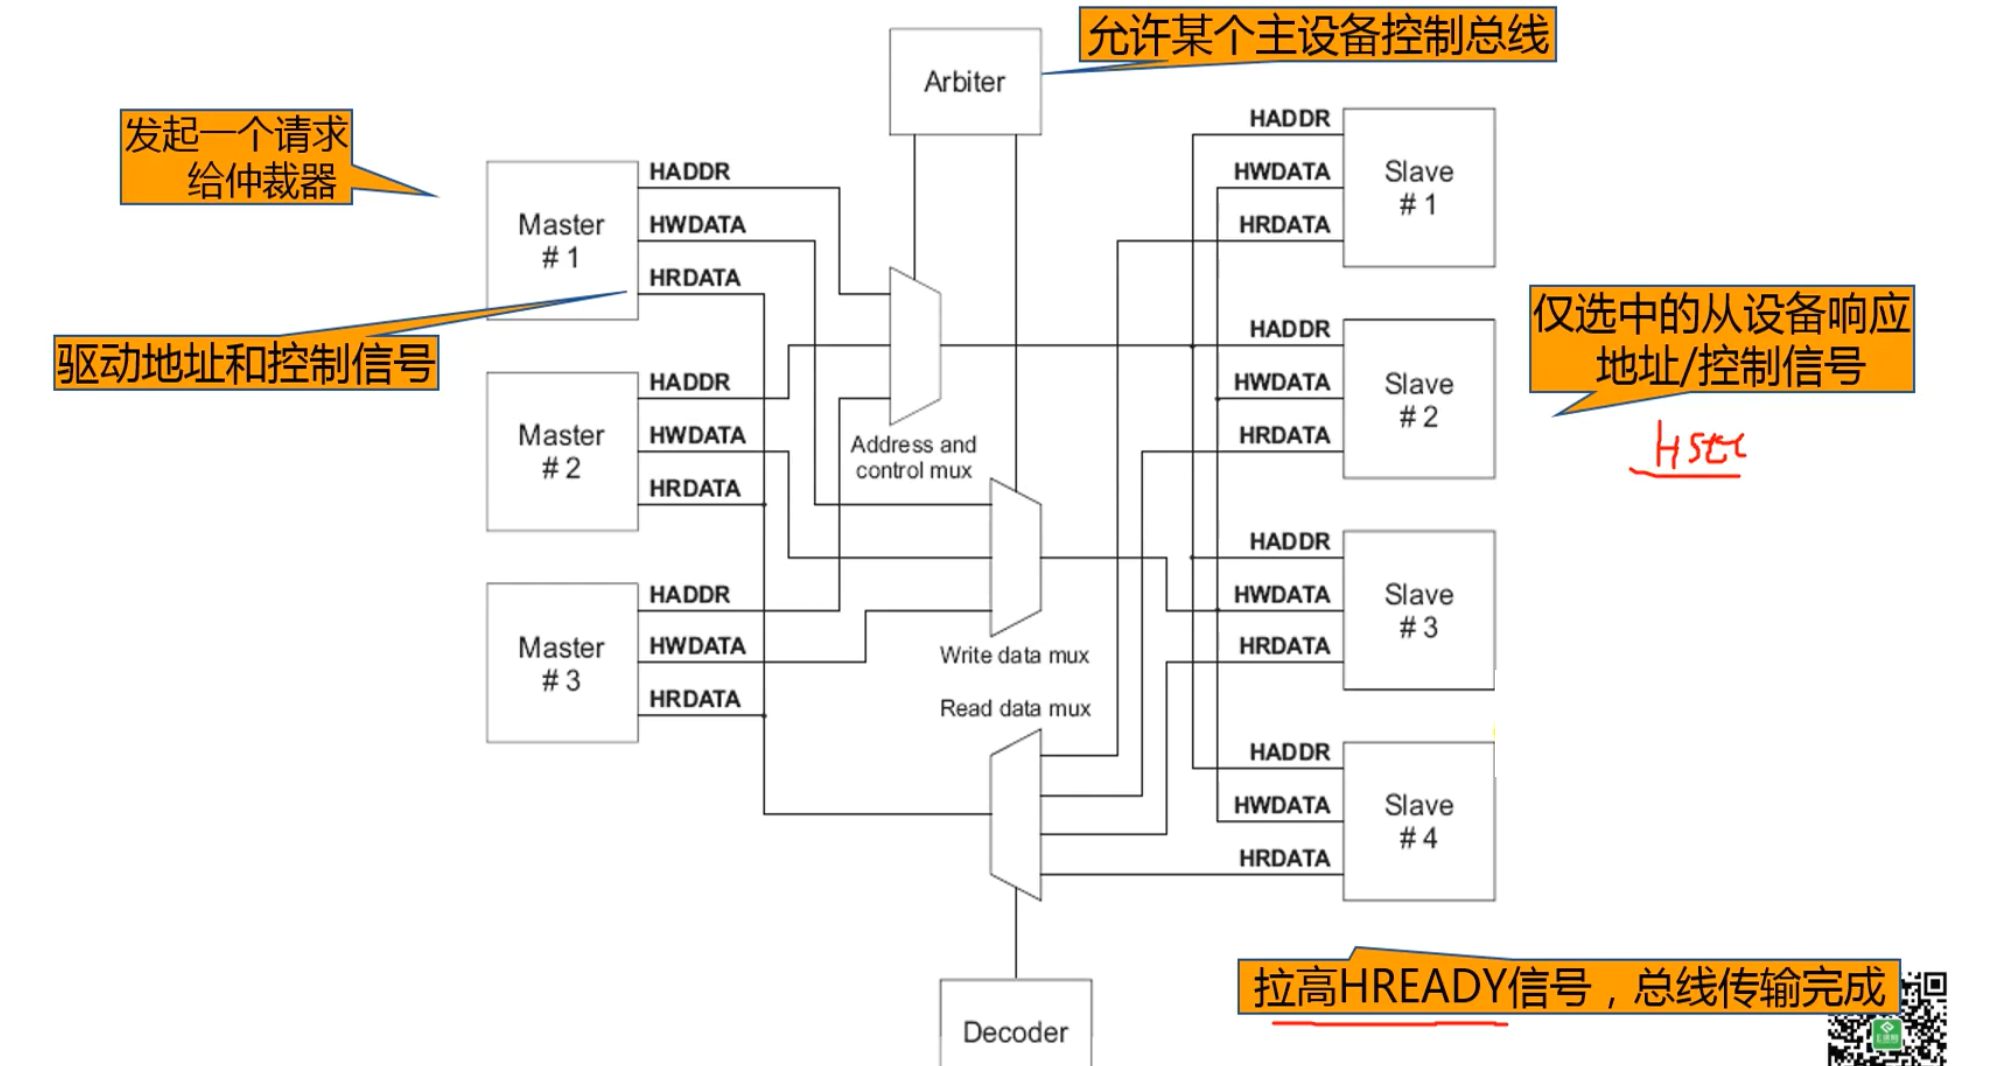 允许某个主设备控制总线
Arbiter
发起一个请求
给仲裁器
驱动地址和控制信号
Master
# 1
HADDR
HWDATA
HRDATA
Master
# 2
HADDR
HWDATA
HRDATA
Master
# 3
HADDR
HWDATA
HRDATA
Address and
control mux
Write data mux
Read data mux
HADDR
HWDATA
HRDATA
Slave
# 1
HADDR
HWDATA
HRDATA
Slave
# 2
HADDR
HWDATA
HRDATA
Slave
# 3
HADDR
HWDATA
HRDATA
Slave
# 4
仅选中的从设备响应
地址/控制信号
拉高HREADY信号，总线传输完成
Decoder